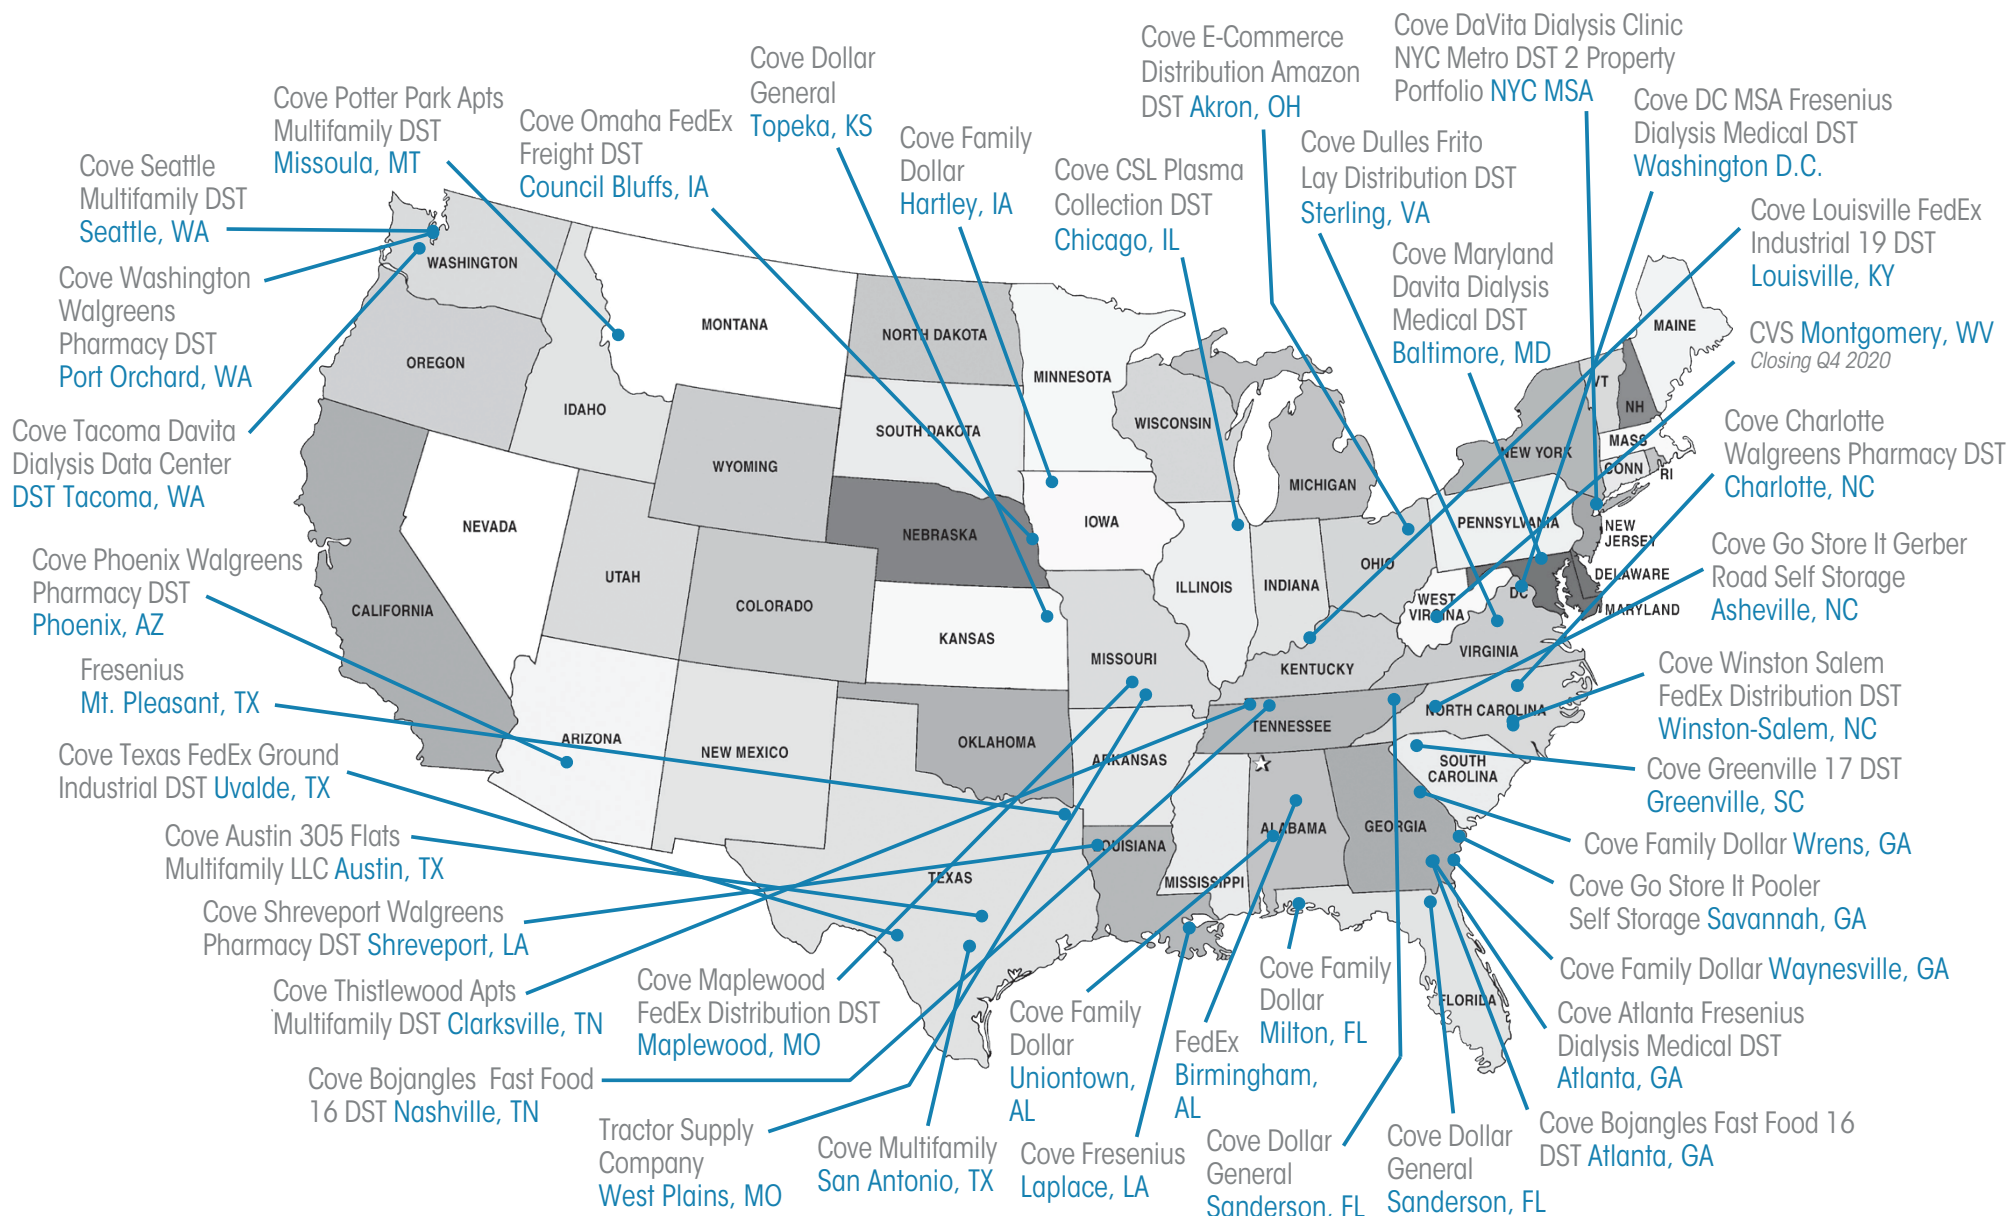 Cove Seattle
Multifamily DST
Seattle, WA
Cove Washington
Walgreens
Pharmacy DST
Port Orchard, WA
Cove Tacoma Davita
Dialysis Data Center
DST Tacoma, WA
Cove Potter Park Apts
Multifamily DST
Missoula, MT
Cove Omaha FedEx
Freight DST
Council Bluffs, IA
Cove Dollar
General
Topeka, KS
Cove Family
Dollar
Hartley, IA
Cove CSL Plasma
Collection DST
Chicago, IL
Cove E-Commerce
Distribution Amazon
DST Akron, OH
Cove Dulles Frito
Lay Distribution DST
Sterling, VA
Cove DaVita Dialysis Clinic
NYC Metro DST 2 Property
Portfolio NYC MSA
Cove Maryland
Davita Dialysis
Medical DST
Baltimore, MD
Cove DC MSA Fresenius
Dialysis Medical DST
Washington D.C.
Cove Louisville FedEx
Industrial 19 DST
Louisville, KY
CVS Montgomery, WV
Closing Q4 2020
Cove Charlotte
Walgreens Pharmacy DST
Charlotte, NC
Cove Go Store It Gerber
Road Self Storage
Asheville, NC
Cove Winston Salem
FedEx Distribution DST
Winston-Salem, NC
Cove Greenville 17 DST
Greenville, SC
Cove Family Dollar Wrens, GA
Cove Go Store It Pooler
Self Storage Savannah, GA
Cove Family Dollar Waynesville, GA
Cove Atlanta Fresenius
Dialysis Medical DST
Atlanta, GA
Cove Bojangles Fast Food 16
DST Atlanta, GA
Cove Phoenix Walgreens
Pharmacy DST
Phoenix, AZ
Fresenius
Mt. Pleasant, TX
Cove Texas FedEx Ground
Industrial DST Uvalde, TX
Cove Austin 305 Flats
Multifamily LLC Austin, TX
Cove Shreveport Walgreens
Pharmacy DST Shreveport, LA
Cove Thistlewood Apts
Multifamily DST Clarksville, TN
Cove Bojangles Fast Food
16 DST Nashville, TN
Cove Maplewood
FedEx Distribution DST
Maplewood, MO
Tractor Supply
Company
West Plains, MO
Cove Multifamily
San Antonio, TX
Cove Family
Dollar
Uniontown,
AL
Cove Fresenius
Laplace, LA
FedEx
Birmingham,
AL
Cove Family
Dollar
Milton, FL
Cove Dollar
General
Sanderson, FL
Cove Dollar
General
Sanderson, FL
WASHINGTON
OREGON
CALIFORNIA
NEVADA
IDAHO
MONTANA
WYOMING
UTAH
COLORADO
ARIZONA
NEW MEXICO
NORTH DAKOTA
SOUTH DAKOTA
NEBRASKA
KANSAS
OKLAHOMA
TEXAS
MINNESOTA
IOWA
MISSOURI
ARKANSAS
LOUISIANA
WISCONSIN
ILLINOIS
MICHIGAN
INDIANA
OHIO
KENTUCKY
TENNESSEE
MISSISSIPPI
ALABAMA
GEORGIA
FLORIDA
SOUTH
CAROLINA
NORTH CAROLINA
VIRGINIA
WEST
VIRGINIA
DC
PENNSYLVANIA
NEW YORK
VT
NH
MAINE
MASS
CONN
RI
NEW
JERSEY
DELAWARE
MARYLAND